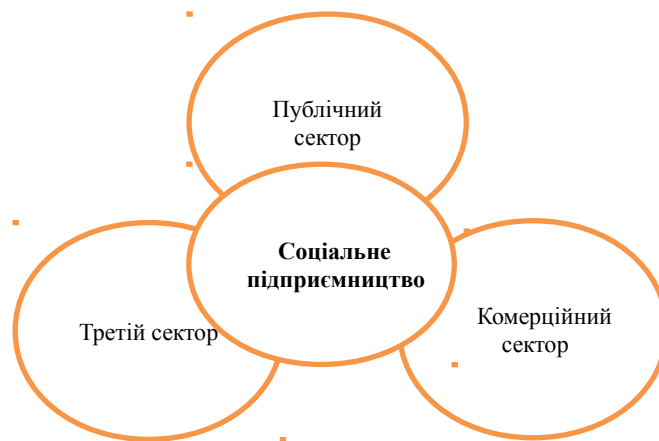 Публічний
сектор
Соціальне
підприємництво
Третій сектор
Комерційний
сектор